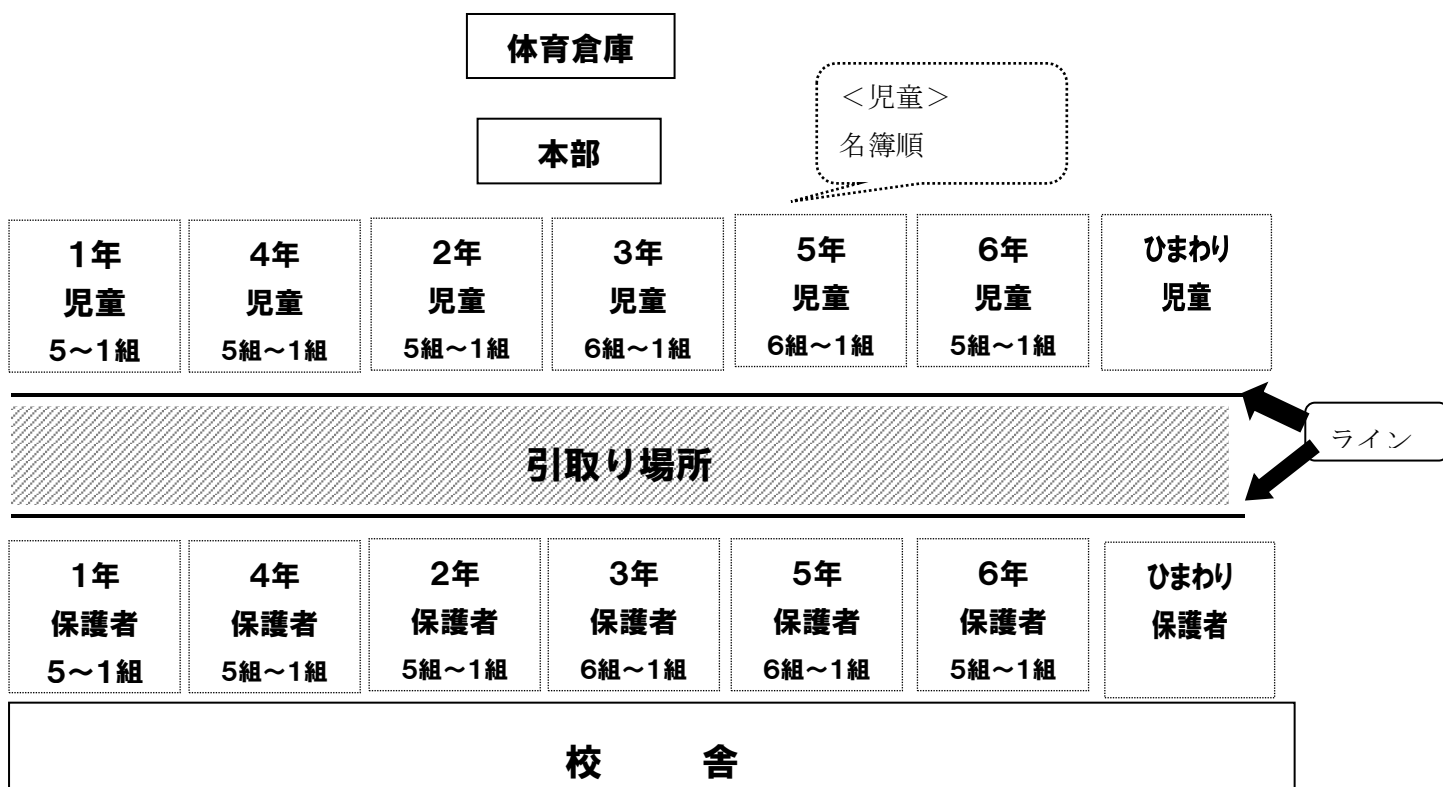 体育倉庫
本部
＜児童＞
名簿順
1年
児童
5～1組
4年
児童
5組～1組
2年
児童
5組～1組
3年
児童
6組～1組
5年
児童
6組～1組
6年
児童
5組～1組
ひまわり
児童
引取り場所
ライン
1年
保護者
5～1組
4年
保護者
5組～1組
2年
保護者
5組～1組
3年
保護者
6組～1組
5年
保護者
6組～1組
6年
保護者
5組～1組
ひまわり
保護者
校　　舎